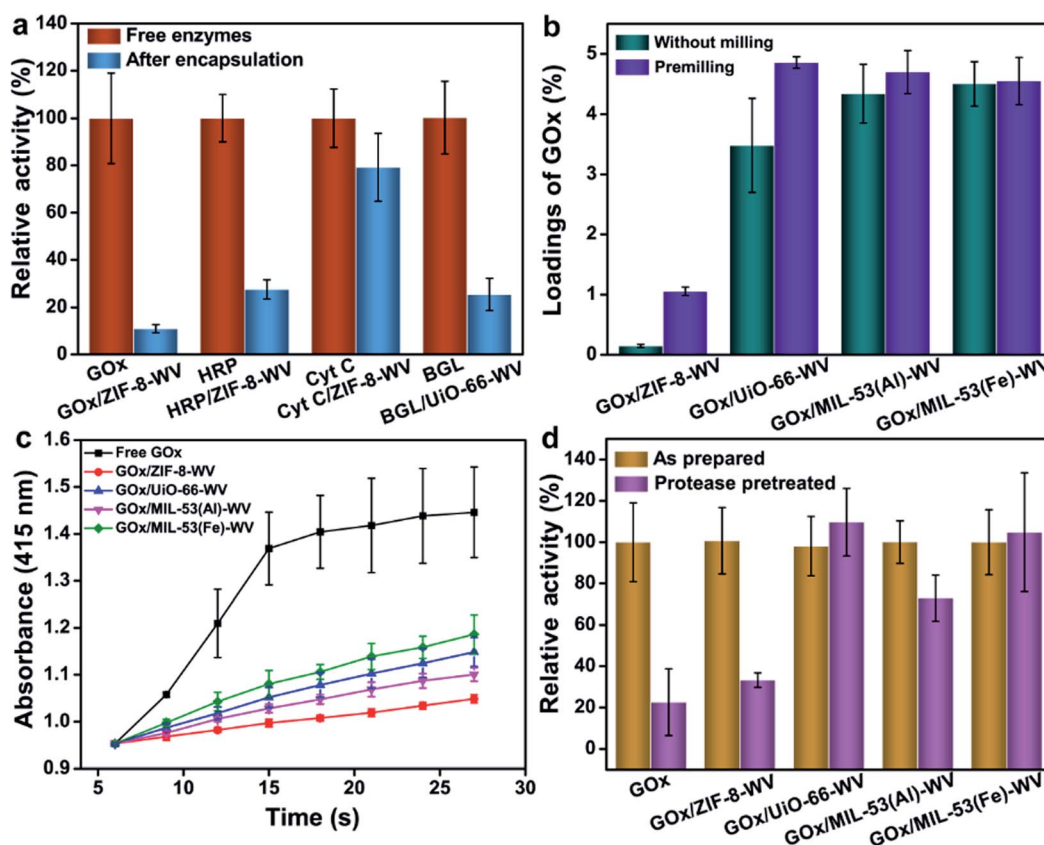 a
Relative activity (%)
140
120
100
80
60
40
20
0
Free enzymes
After encapsulation
GOx
GOx/ZIF-8-WV
HRP
HRP/ZIF-8-WV
Cyt C
Cyt C/ZIF-8-WV
BGL
BGL/UiO-66-WV
b
Loadings of GOx (%)
5
4
3
2
1
0
Without milling
Premilling
GOx/ZIF-8-WV
GOx/UiO-66-WV
GOx/MIL-53(Al)-WV
GOx/MIL-53(Fe)-WV
c
Absorbance (415 nm)
1.6
1.5
1.4
1.3
1.2
1.1
1.0
0.9
Free GOx
GOx/ZIF-8-WV
GOx/UiO-66-WV
GOx/MIL-53(Al)-WV
GOx/MIL-53(Fe)-WV
5
10
15
20
25
30
Time (s)
d
Relative activity (%)
140
120
100
80
60
40
20
0
As prepared
Protease pretreated
GOx
GOx/ZIF-8-WV
GOx/UiO-66-WV
GOx/MIL-53(Al)-WV
GOx/MIL-53(Fe)-WV